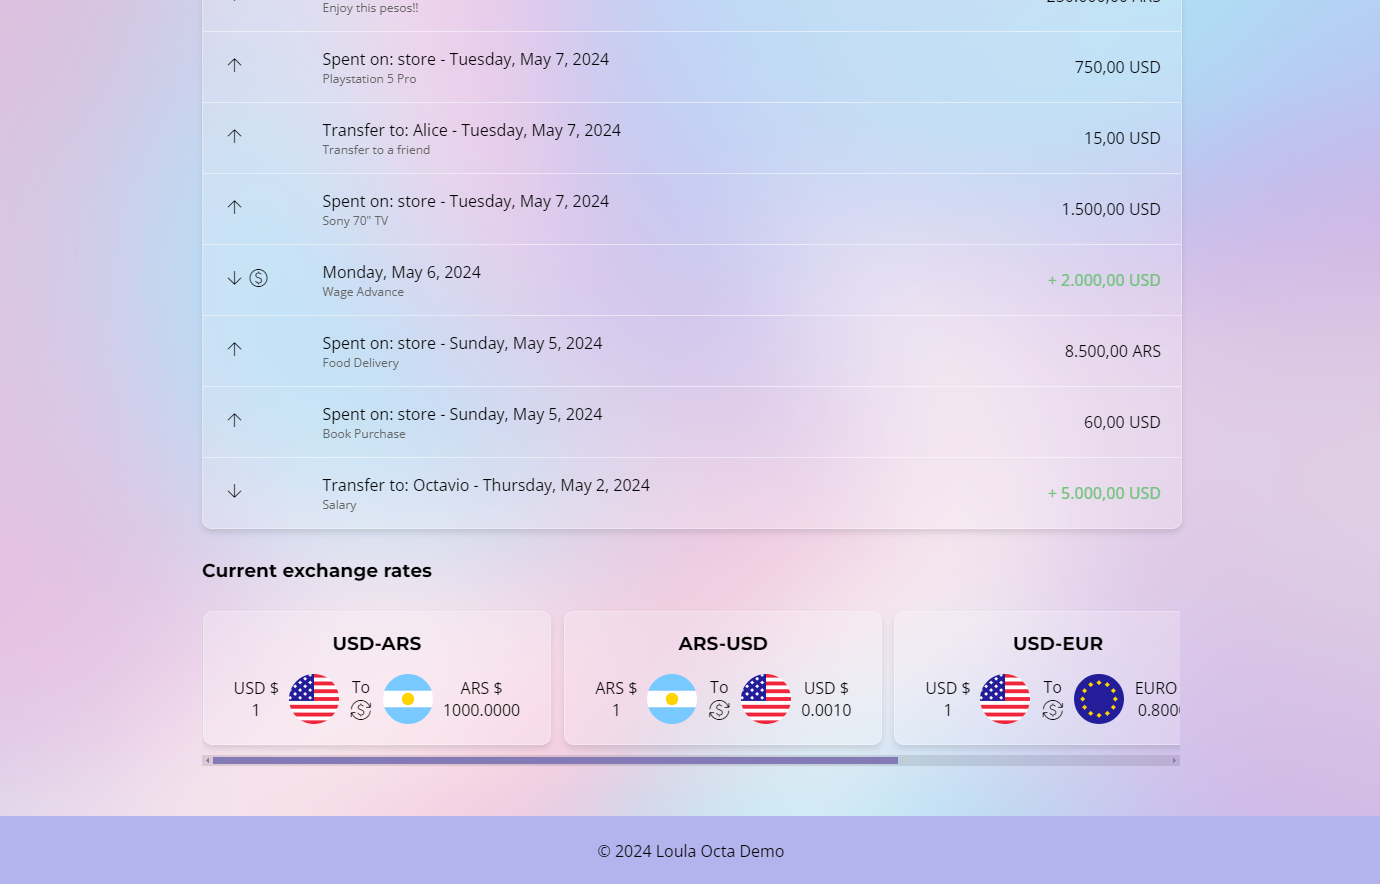 Enjoy this pesos!!
Spent on: store - Tuesday, May 7, 2024
Playstation 5 Pro
750,00 USD
Transfer to: Alice - Tuesday, May 7, 2024
Transfer to a friend
15,00 USD
Spent on: store - Tuesday, May 7, 2024
Sony 70" TV
1.500,00 USD
Monday, May 6, 2024
Wage Advance
+ 2.000,00 USD
Spent on: store - Sunday, May 5, 2024
Food Delivery
8.500,00 ARS
Spent on: store - Sunday, May 5, 2024
Book Purchase
60,00 USD
Transfer to: Octavio - Thursday, May 2, 2024
Salary
+ 5.000,00 USD
Current exchange rates
USD-ARS
USD $ To ARS $
1 1000.0000
ARS-USD
ARS $ To USD $
1 0.0010
USD-EUR
USD $ To EURO
1 0.800
© 2024 Loula Octa Demo